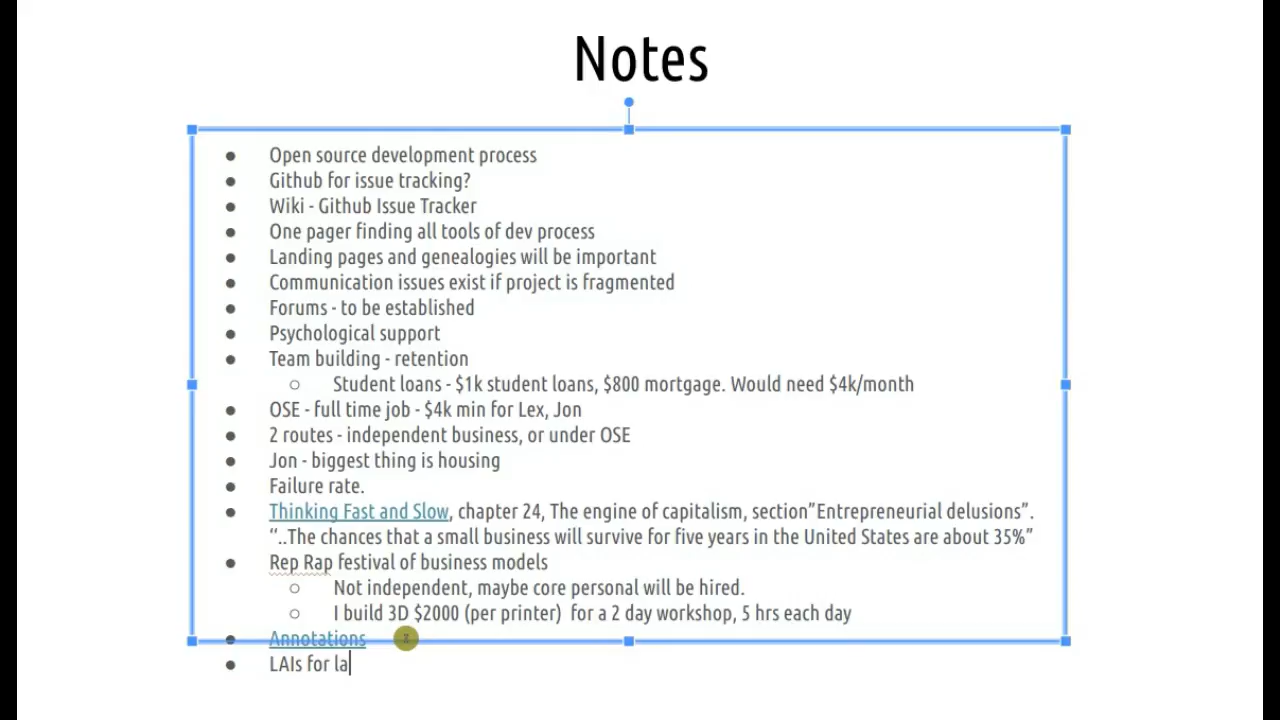 Notes
● Open source development process
● Github for issue tracking?
● Wiki - Github Issue Tracker
● One pager finding all tools of dev process
● Landing pages and genealogies will be important
● Communication issues exist if project is fragmented
● Forums - to be established
● Psychological support
● Team building - retention
○ Student loans - $1k student loans, $800 mortgage. Would need $4k/month
● OSE - full time job - $4k min for Lex, Jon
● 2 routes - independent business, or under OSE
● Jon - biggest thing is housing
● Failure rate.
● Thinking Fast and Slow, chapter 24, The engine of capitalism, section”Entrepreneurial delusions”.
“..The chances that a small business will survive for five years in the United States are about 35%”
● Rep Rap festival of business models
○ Not independent, maybe core personal will be hired.
○ I build 3D $2000 (per printer)  for a 2 day workshop, 5 hrs each day
● Annotations
● LAIs for la